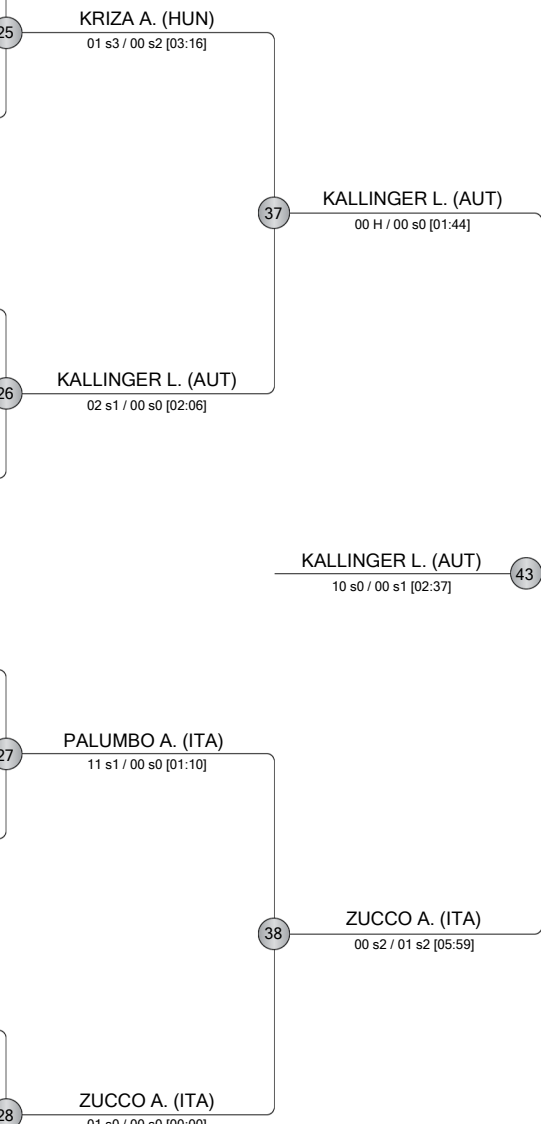 25
KRIZA A. (HUN)
01 s3 / 00 s2 [03:16]
37
KALLINGER L. (AUT)
00 H / 00 s0 [01:44]
26
KALLINGER L. (AUT)
02 s1 / 00 s0 [02:06]
KALLINGER L. (AUT)
43
10 s0 / 00 s1 [02:37]
27
PALUMBO A. (ITA)
11 s1 / 00 s0 [01:10]
38
ZUCCO A. (ITA)
00 s2 / 01 s2 [05:59]
28
ZUCCO A. (ITA)